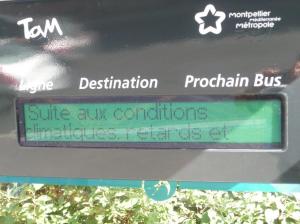 TaM
Montpellier
Méditerranée
Métropole
Ligne Destination Prochain Bus
Suite aux conditions
climatiques, retards et